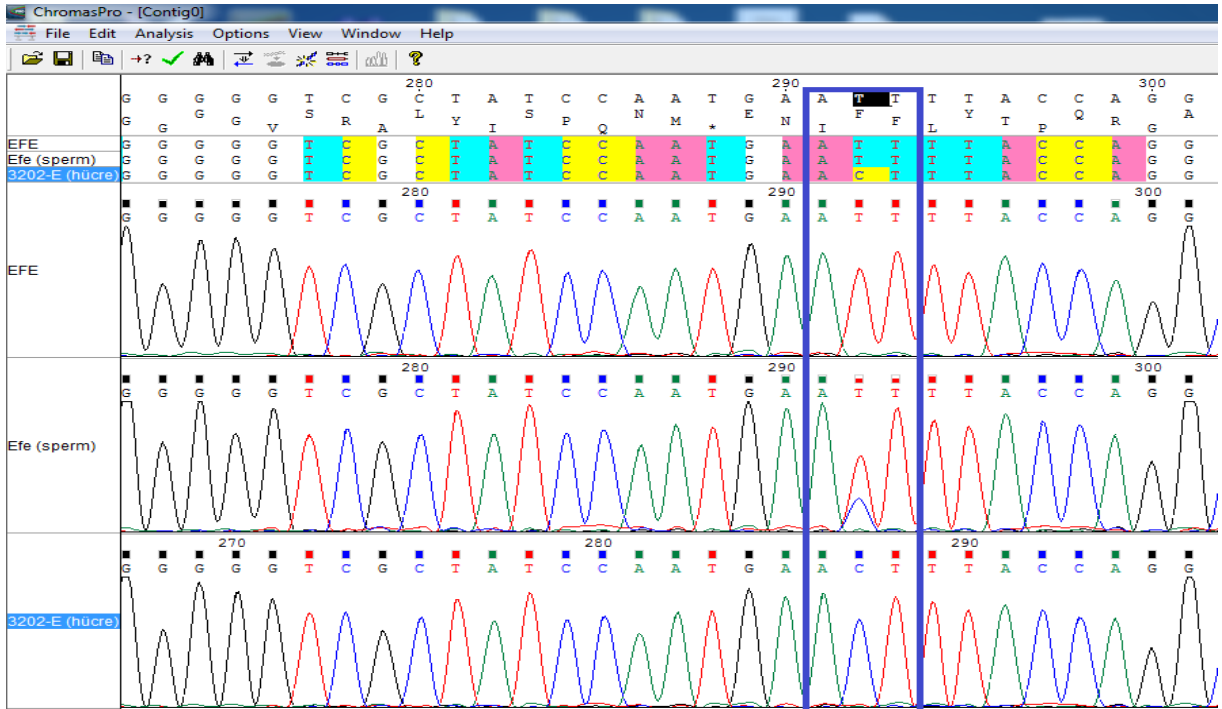 ChromasPro - [Contig0]
File Edit Analysis Options View Window Help
+?
280 290 300
G G G G G T C G C T A T C C A A T G A A T T T T A C C A G G
G G G G V S R A L Y I S P Q N M * E N I F F L Y T P Q R G A
EFE G G G G G T C G C T A T C C A A T G A A T T T T A C C A G G
Efe (sperm) G G G G G T C G C T A T C C A A T G A A T T T T A C C A G G
3202-E (hücre) G G G G G T C G C T A T C C A A T G A A C T T T A C C A G G
280 290 300
G G G G G T C G C T A T C C A A T G A A T T T T A C C A G G
EFE
280 290 300
G G G G G T C G C T A T C C A A T G A A T T T T A C C A G G
Efe (sperm)
270 280 290
G G G G G T C G C T A T C C A A T G A A C T T T A C C A G G
3202-E (hücre)